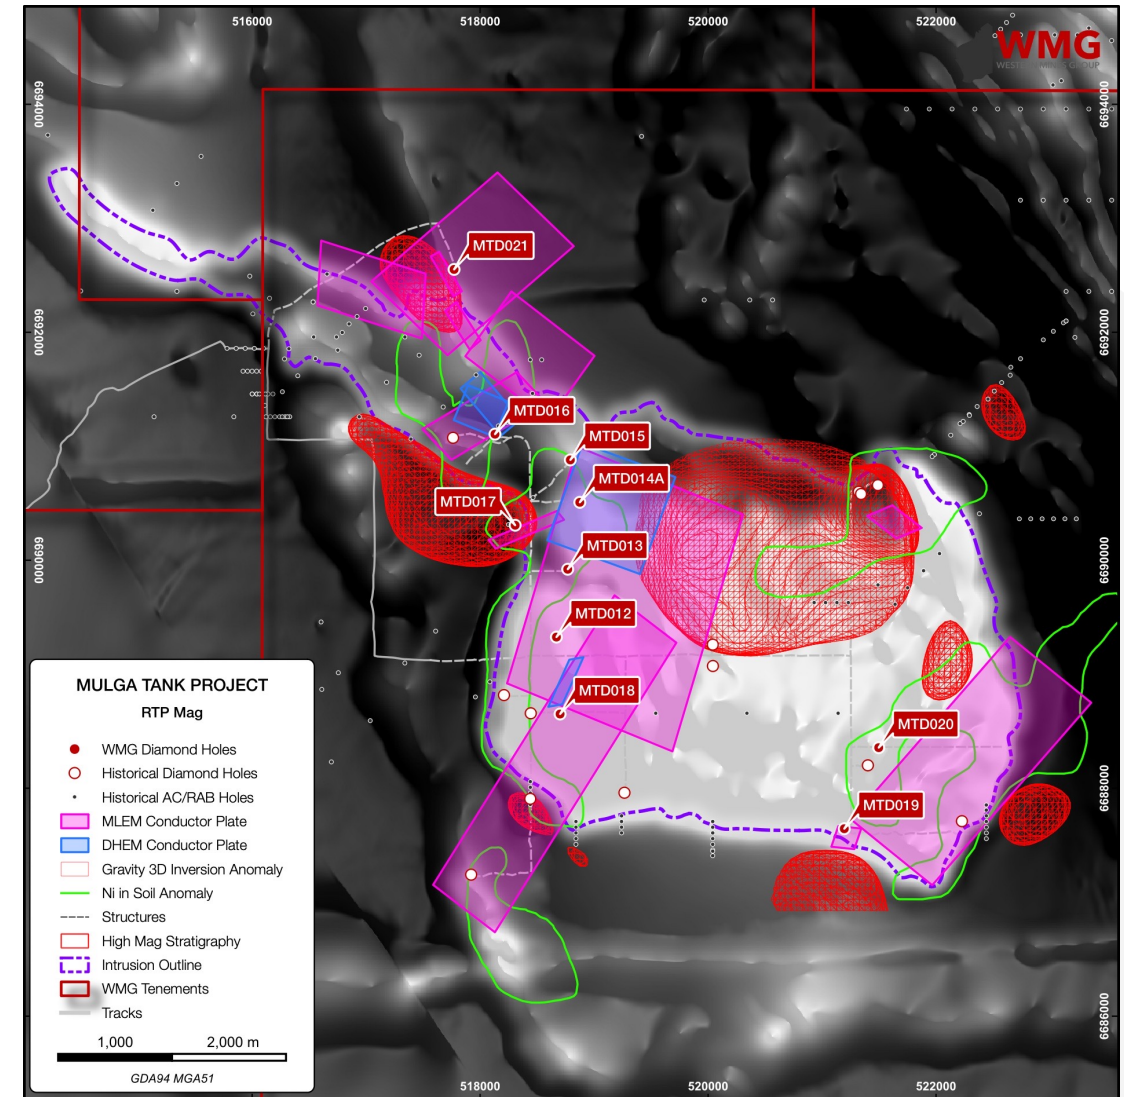 516000
518000
520000
522000
WMG
WESTERN MINES GROUP
6694000
6694000
MTD021
6692000
6692000
MTD016
MTD015
MTD014A
MTD017
MTD013
6690000
6690000
MTD012
MTD018
MTD020
MTD019
6688000
6686000
MULGA TANK PROJECT
RTP Mag
WMG Diamond Holes
Historical Diamond Holes
Historical AC/RAB Holes
MLEM Conductor Plate
DHEM Conductor Plate
Gravity 3D Inversion Anomaly
Ni in Soil Anomaly
Structures
High Mag Stratigraphy
Intrusion Outline
WMG Tenements
Tracks
1,000
2,000 m
GDA94 MGA51
518000
520000
522000